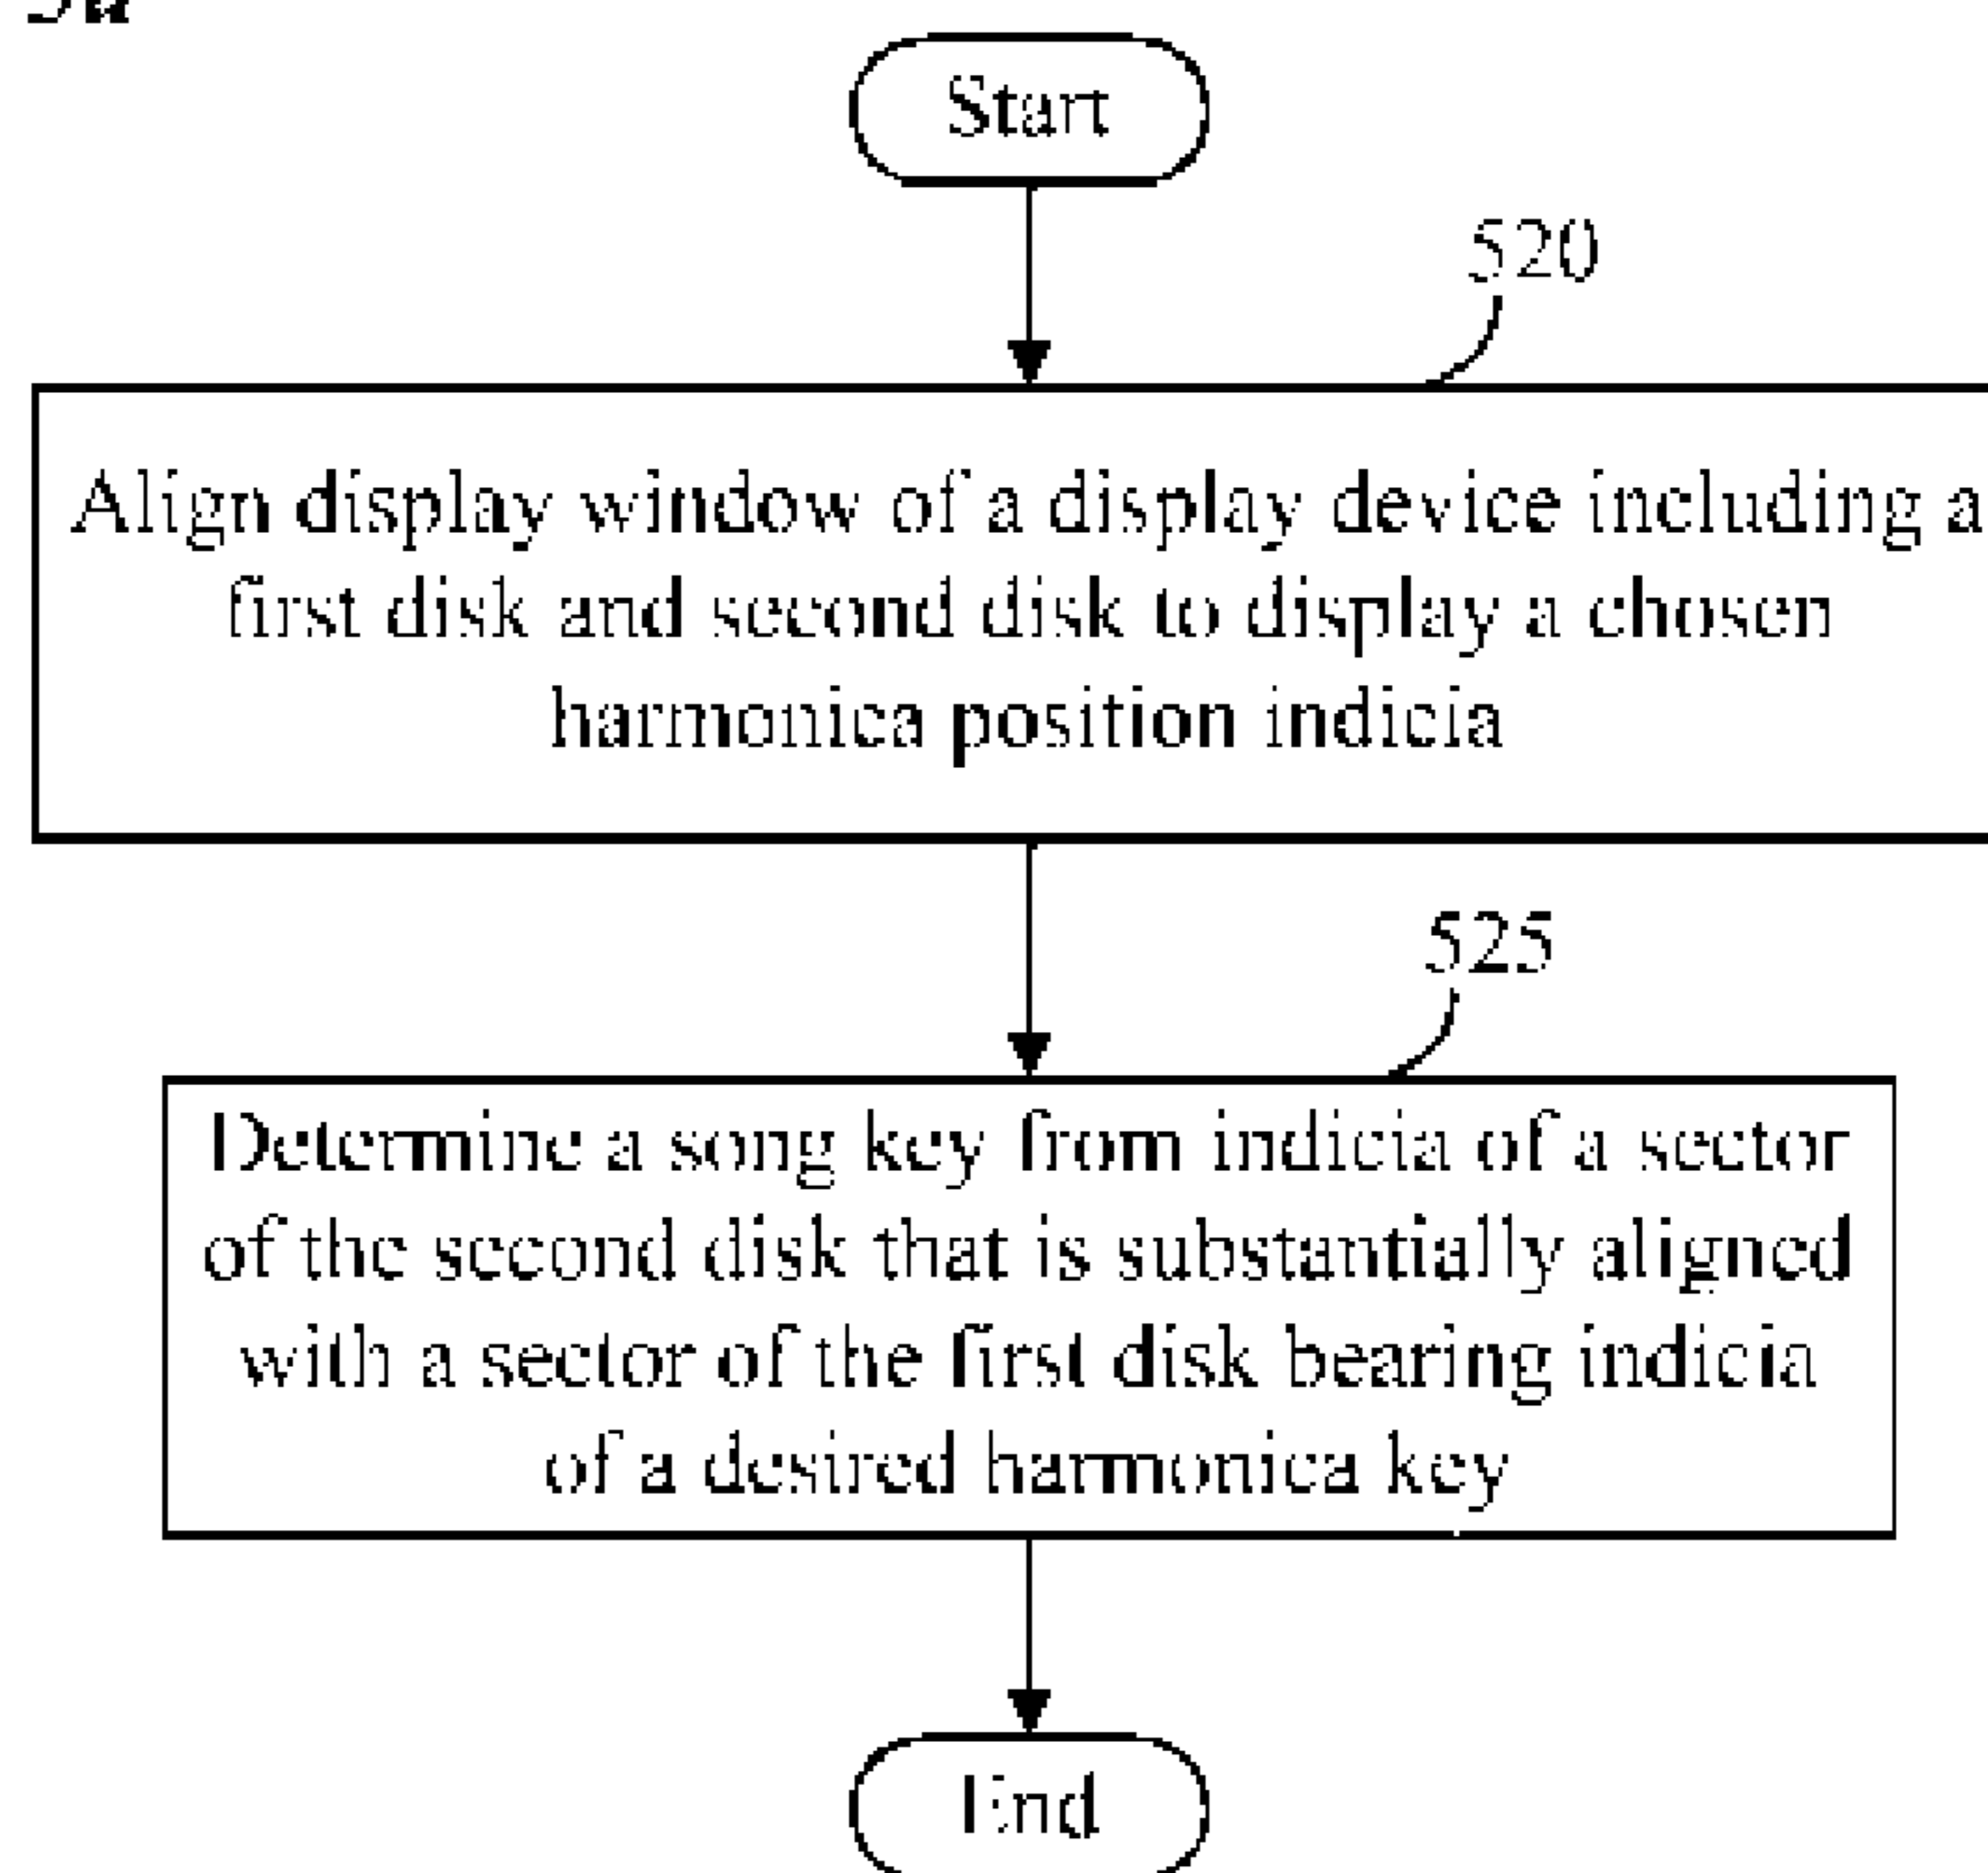 Start
520
Align display window of a display device including a
first disk and second disk to display a chosen
harmonica position indicia
525
Determine a song key from indicia of a sector
of the second disk that is substantially aligned
with a sector of the first disk bearing indicia
of a desired harmonica key
End